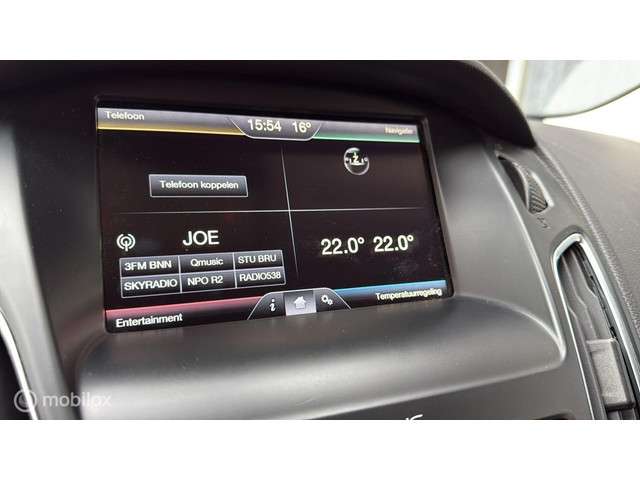 Telefoon
15:54 16°
Navigatie
Telefoon koppelen
JOE
22.0° 22.0°
3FM BNN Qmusic STU BRU
SKYRADIO NPO R2 RADIO538
i
Entertainment
Temperatuurregeling
mobilox